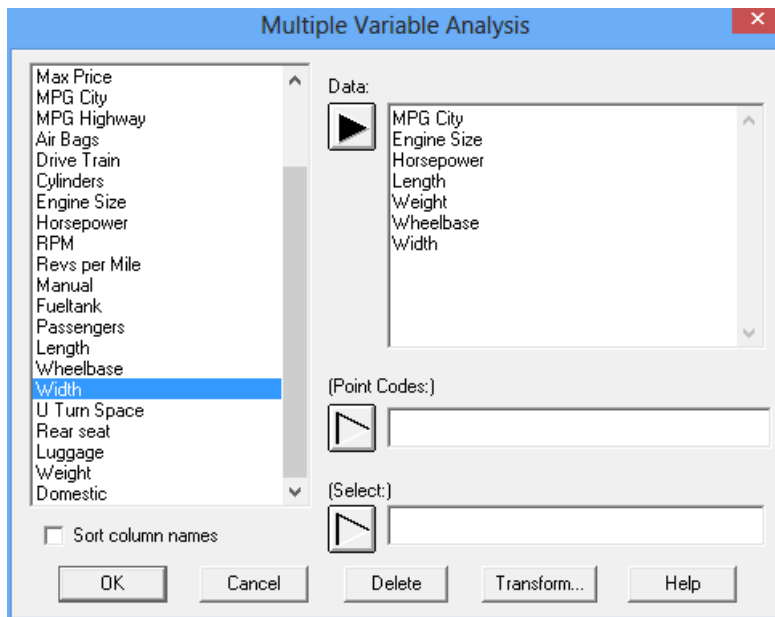 Multiple Variable Analysis
Max Price
MPG City
MPG Highway
Air Bags
Drive Train
Cylinders
Engine Size
Horsepower
RPM
Revs per Mile
Manual
Fueltank
Passengers
Length
Wheelbase
Width
U Turn Space
Rear seat
Luggage
Weight
Domestic
Sort column names
Data:
MPG City
Engine Size
Horsepower
Length
Weight
Wheelbase
Width
(Point Codes:)
(Select:)
OK Cancel Delete Transform... Help